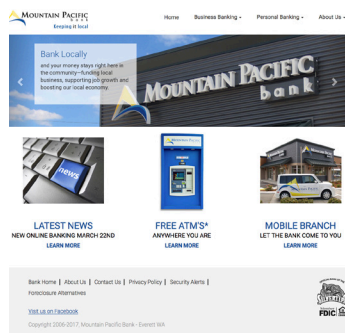 MOUNTAIN PACIFIC
bank
Keeping it local
Home Business Banking Personal Banking About Us
Bank Locally
and your money stays right here in
the community–funding local
business, supporting job growth and
boosting our local economy.
MOUNTAIN PACIFIC
bank
news
LATEST NEWS
NEW ONLINE BANKING MARCH 22ND
LEARN MORE
FREE ATM'S*
ANYWHERE YOU ARE
LEARN MORE
MOBILE BRANCH
LET THE BANK COME TO YOU
LEARN MORE
Bank Home | About Us | Contact Us | Privacy Policy | Security Alerts |
Foreclosure Alternatives
Visit us on Facebook
Copyright 2006-2017, Mountain Pacific Bank - Everett WA
FDIC